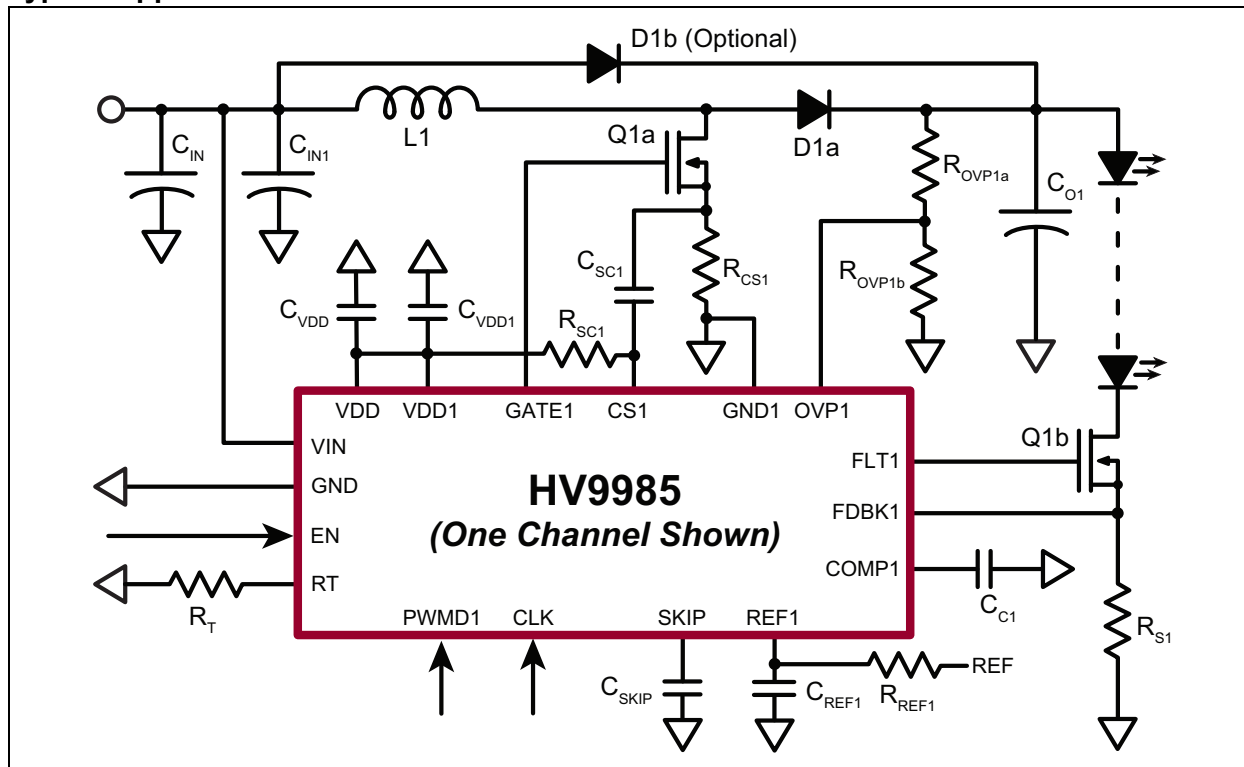 D1b (Optional)
L1
Q1a
D1a
C_IN
C_IN1
R_OVP1a
C_O1
C_SC1
R_CS1
R_OVP1b
C_VDD
C_VDD1
R_SC1
VDD
VDD1
GATE1
CS1
GND1
OVP1
Q1b
VIN
FLT1
GND
HV9985
FDBK1
(One Channel Shown)
EN
COMP1
RT
C_C1
R_T
PWMD1
CLK
SKIP
REF1
R_S1
REF
C_SKIP
C_REF1
R_REF1